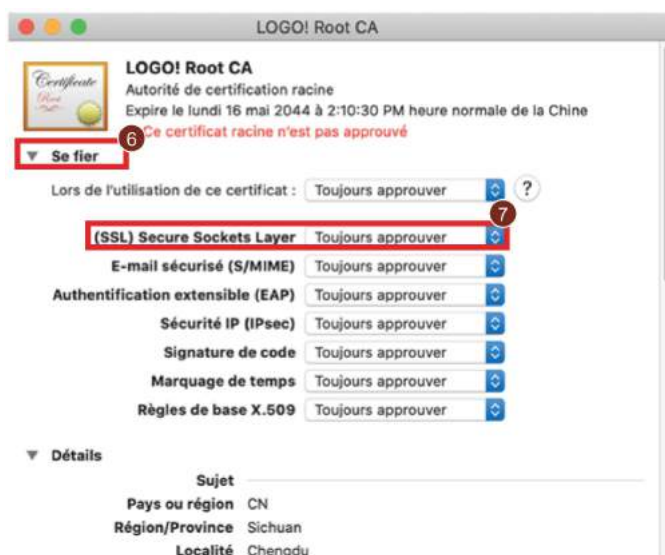 LOGO! Root CA
Certificate
Root
LOGO! Root CA
Autorité de certification racine
Expire le lundi 16 mai 2044 à 2:10:30 PM heure normale de la Chine
Ce certificat racine n'est pas approuvé
6
Se fier
Lors de l'utilisation de ce certificat : Toujours approuver ?
7
(SSL) Secure Sockets Layer Toujours approuver
E-mail sécurisé (S/MIME) Toujours approuver
Authentification extensible (EAP) Toujours approuver
Sécurité IP (IPsec) Toujours approuver
Signature de code Toujours approuver
Marquage de temps Toujours approuver
Règles de base X.509 Toujours approuver
Détails
Sujet
Pays ou région CN
Région/Province Sichuan
Localité Chengdu